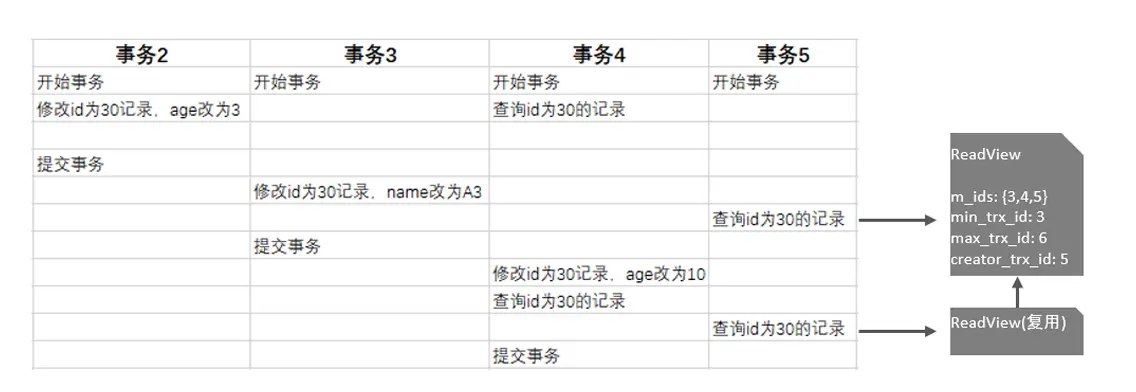 事务2 事务3 事务4 事务5
开始事务 开始事务 开始事务 开始事务
修改id为30记录，age改为3 查询id为30的记录
提交事务
修改id为30记录，name改为A3
查询id为30的记录
提交事务
修改id为30记录，age改为10
查询id为30的记录
查询id为30的记录
提交事务
ReadView
m_ids: {3,4,5}
min_trx_id: 3
max_trx_id: 6
creator_trx_id: 5
ReadView(复用)